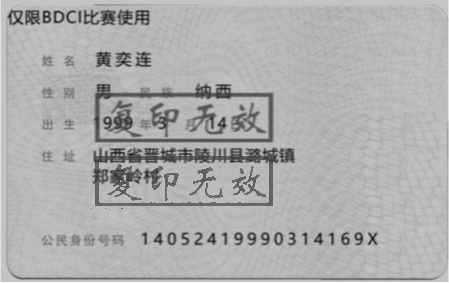 仅限BDCI比赛使用
姓名 黄奕连
性别 男 民族 纳西
复印无效
出生 1999 年 3 月 14 日
住址 山西省晋城市陵川县潞城镇
郑家岭村
复印无效
公民身份号码 14052419990314169X